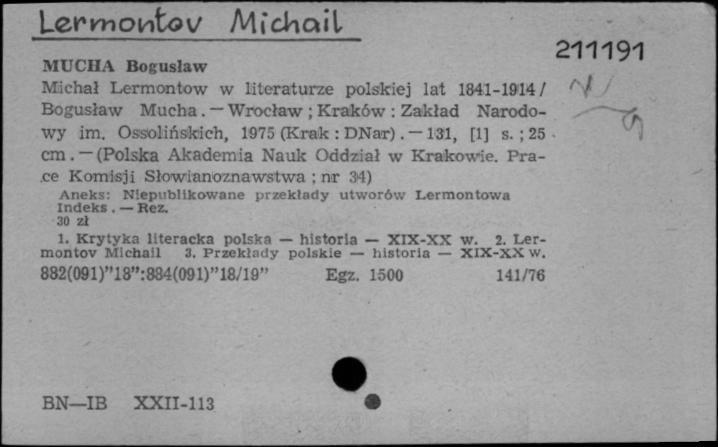 Lermontov Michail
211191
MUCHA Bogusław
Michał Lermontow w literaturze polskiej lat 1841-1914 /
Bogusław Mucha. — Wrocław ; Kraków : Zakład Narodo-
wy im. Ossolińskich, 1975 (Krak : DNar). — 131, [1] s. ; 25
cm. — (Polska Akademia Nauk Oddział w Krakowie. Pra-
ce Komisji Słowianoznawstwa ; nr 34)
Aneks: Niepublikowane przekłady utworów Lermontowa
Indeks. — Rez.
30 zł
1. Krytyka literacka polska — historia — XIX-XX w. 2. Ler-
montov Michail 3. Przekłady polskie — historia — XIX-XX w.
882(091)"18":884(091)"18/19" Egz. 1500 141/76
BN—IB XXII-113